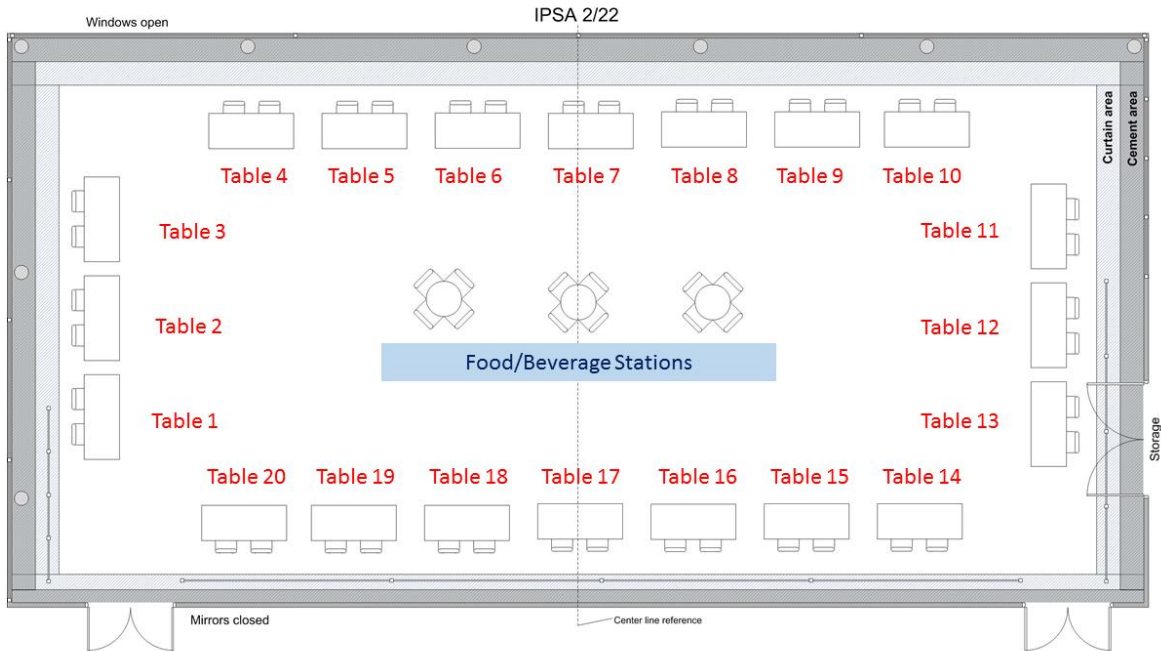 IPSA 2/22
Windows open
Table 4
Table 5
Table 6
Table 7
Table 8
Table 9
Table 10
Curtain area
Cement area
Table 3
Table 11
Table 2
Table 12
Food/Beverage Stations
Table 1
Table 13
Storage
Table 20
Table 19
Table 18
Table 17
Table 16
Table 15
Table 14
Mirrors closed
Center line reference